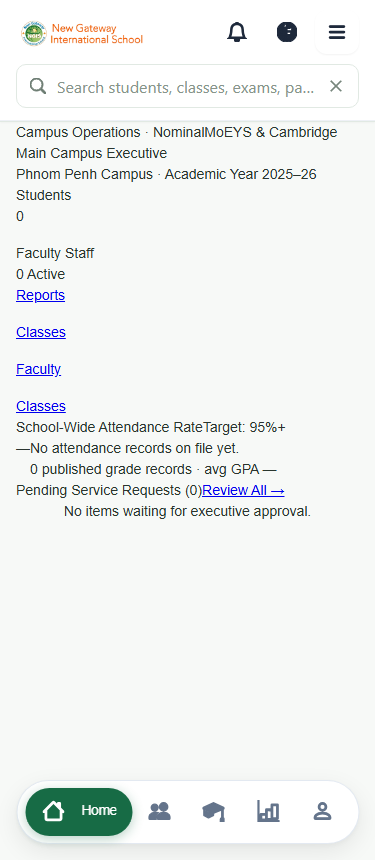 New Gateway
International School
Search students, classes, exams, pa...
Campus Operations · NominalMoEYS & Cambridge
Main Campus Executive
Phnom Penh Campus · Academic Year 2025–26
Students
0
Faculty Staff
0 Active
Reports
Classes
Faculty
Classes
School-Wide Attendance RateTarget: 95%+
—No attendance records on file yet.
0 published grade records · avg GPA —
Pending Service Requests (0)Review All →
No items waiting for executive approval.
Home